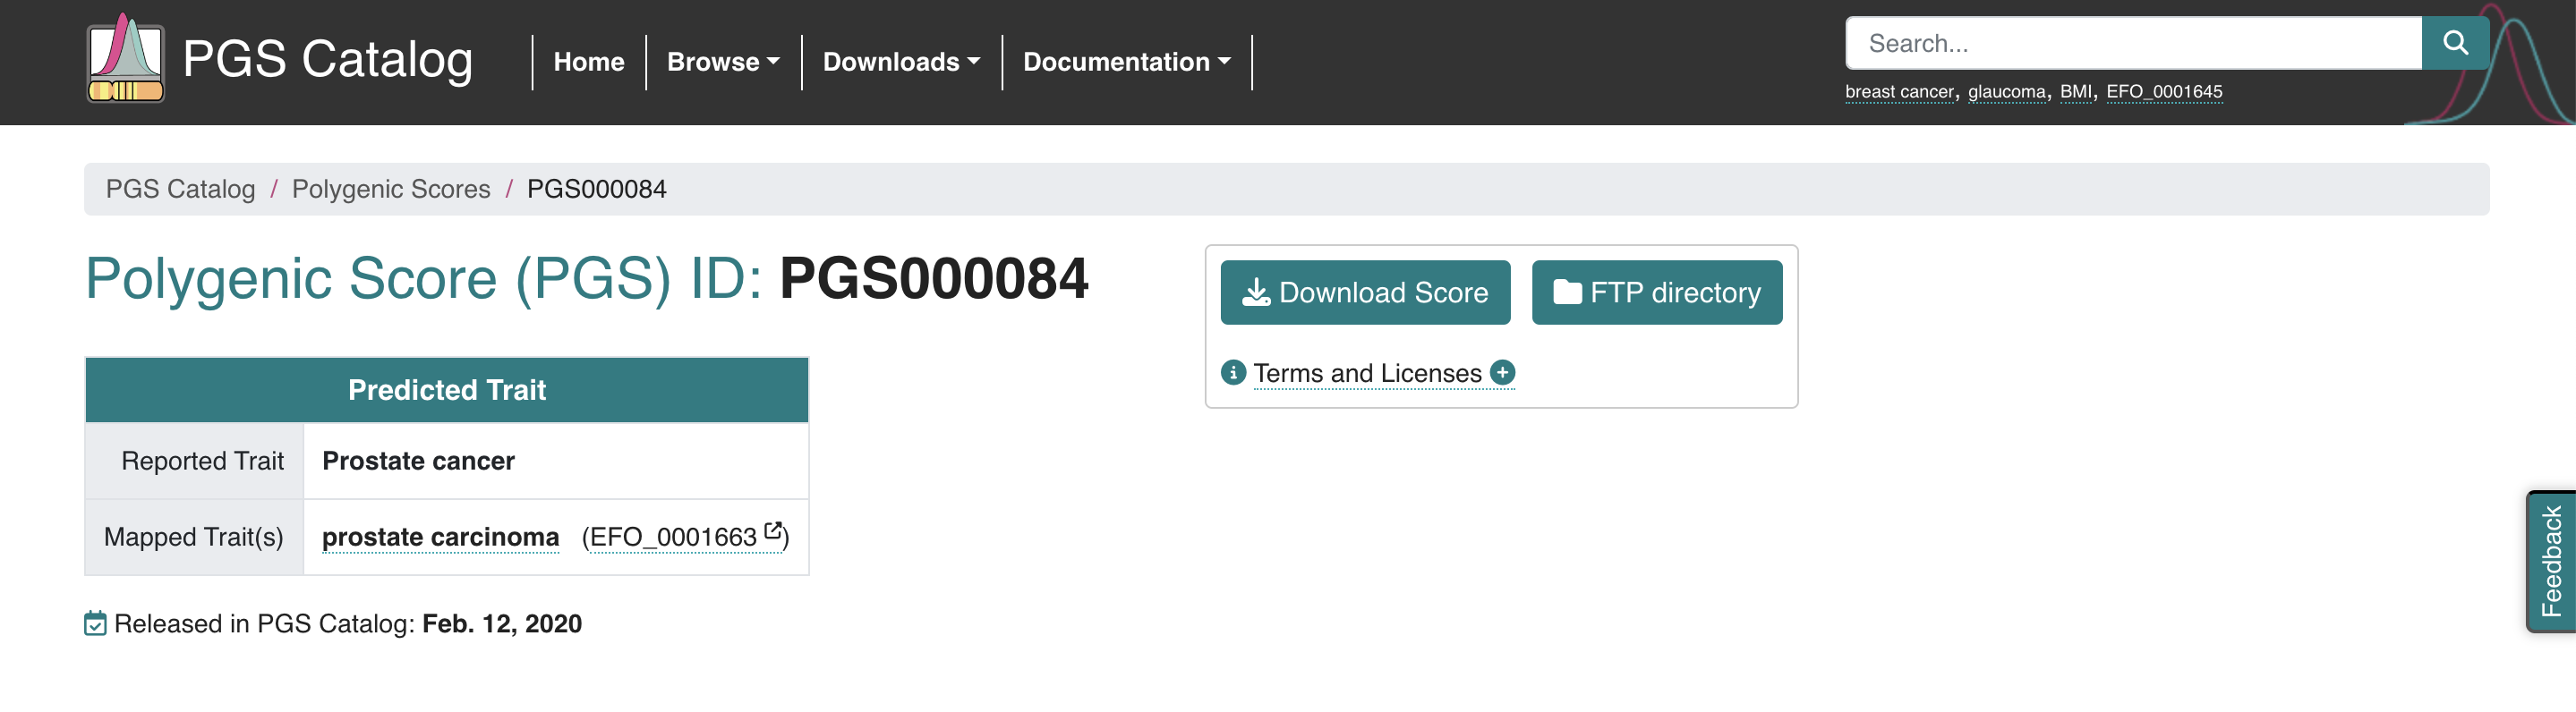 PGS Catalog
Home
Browse
Downloads
Documentation
Search...
breast cancer, glaucoma, BMI, EFO_0001645
PGS Catalog / Polygenic Scores / PGS000084
Polygenic Score (PGS) ID: PGS000084
Download Score
FTP directory
Terms and Licenses
Predicted Trait
Reported Trait Prostate cancer
Mapped Trait(s) prostate carcinoma (EFO_0001663)
Released in PGS Catalog: Feb. 12, 2020
Feedback